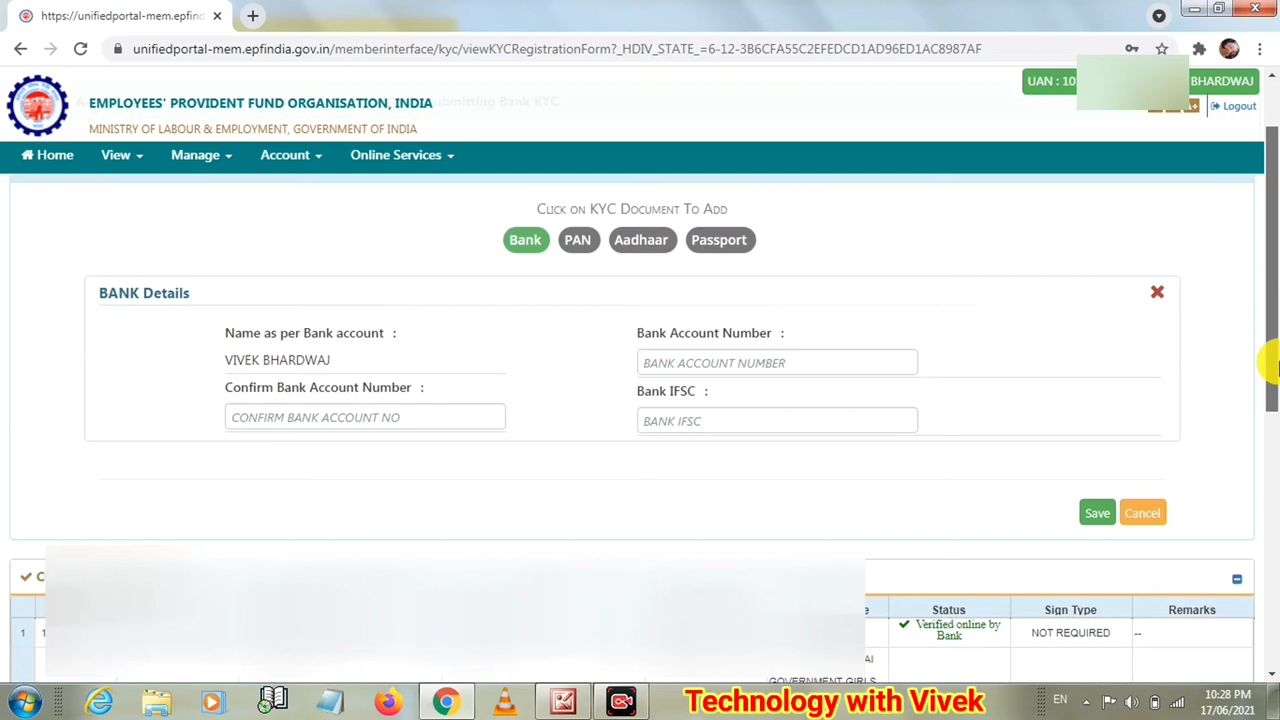 https://unifiedportal-mem.epfind
unifiedportal-mem.epfindia.gov.in/memberinterface/kyc/viewKYCRegistrationForm?_HDIV_STATE_=6-12-3B6CFA55C2EFEDCD1AD96ED1AC8987AF
UAN : 10
BHARDWAJ
EMPLOYEES' PROVIDENT FUND ORGANISATION, INDIA
ubmitting Bank KYC
A+
Logout
MINISTRY OF LABOUR & EMPLOYMENT, GOVERNMENT OF INDIA
Home View Manage Account Online Services
Click on KYC Document To Add
Bank PAN Aadhaar Passport
BANK Details
Name as per Bank account :
Bank Account Number :
VIVEK BHARDWAJ
BANK ACCOUNT NUMBER
Confirm Bank Account Number :
Bank IFSC :
CONFIRM BANK ACCOUNT NO
BANK IFSC
Save Cancel
C
e Status Sign Type Remarks
1 1 Verified online by Bank NOT REQUIRED --
AI
GOVERNMENT GIRLS
Technology with Vivek
EN
10:28 PM
17/06/2021